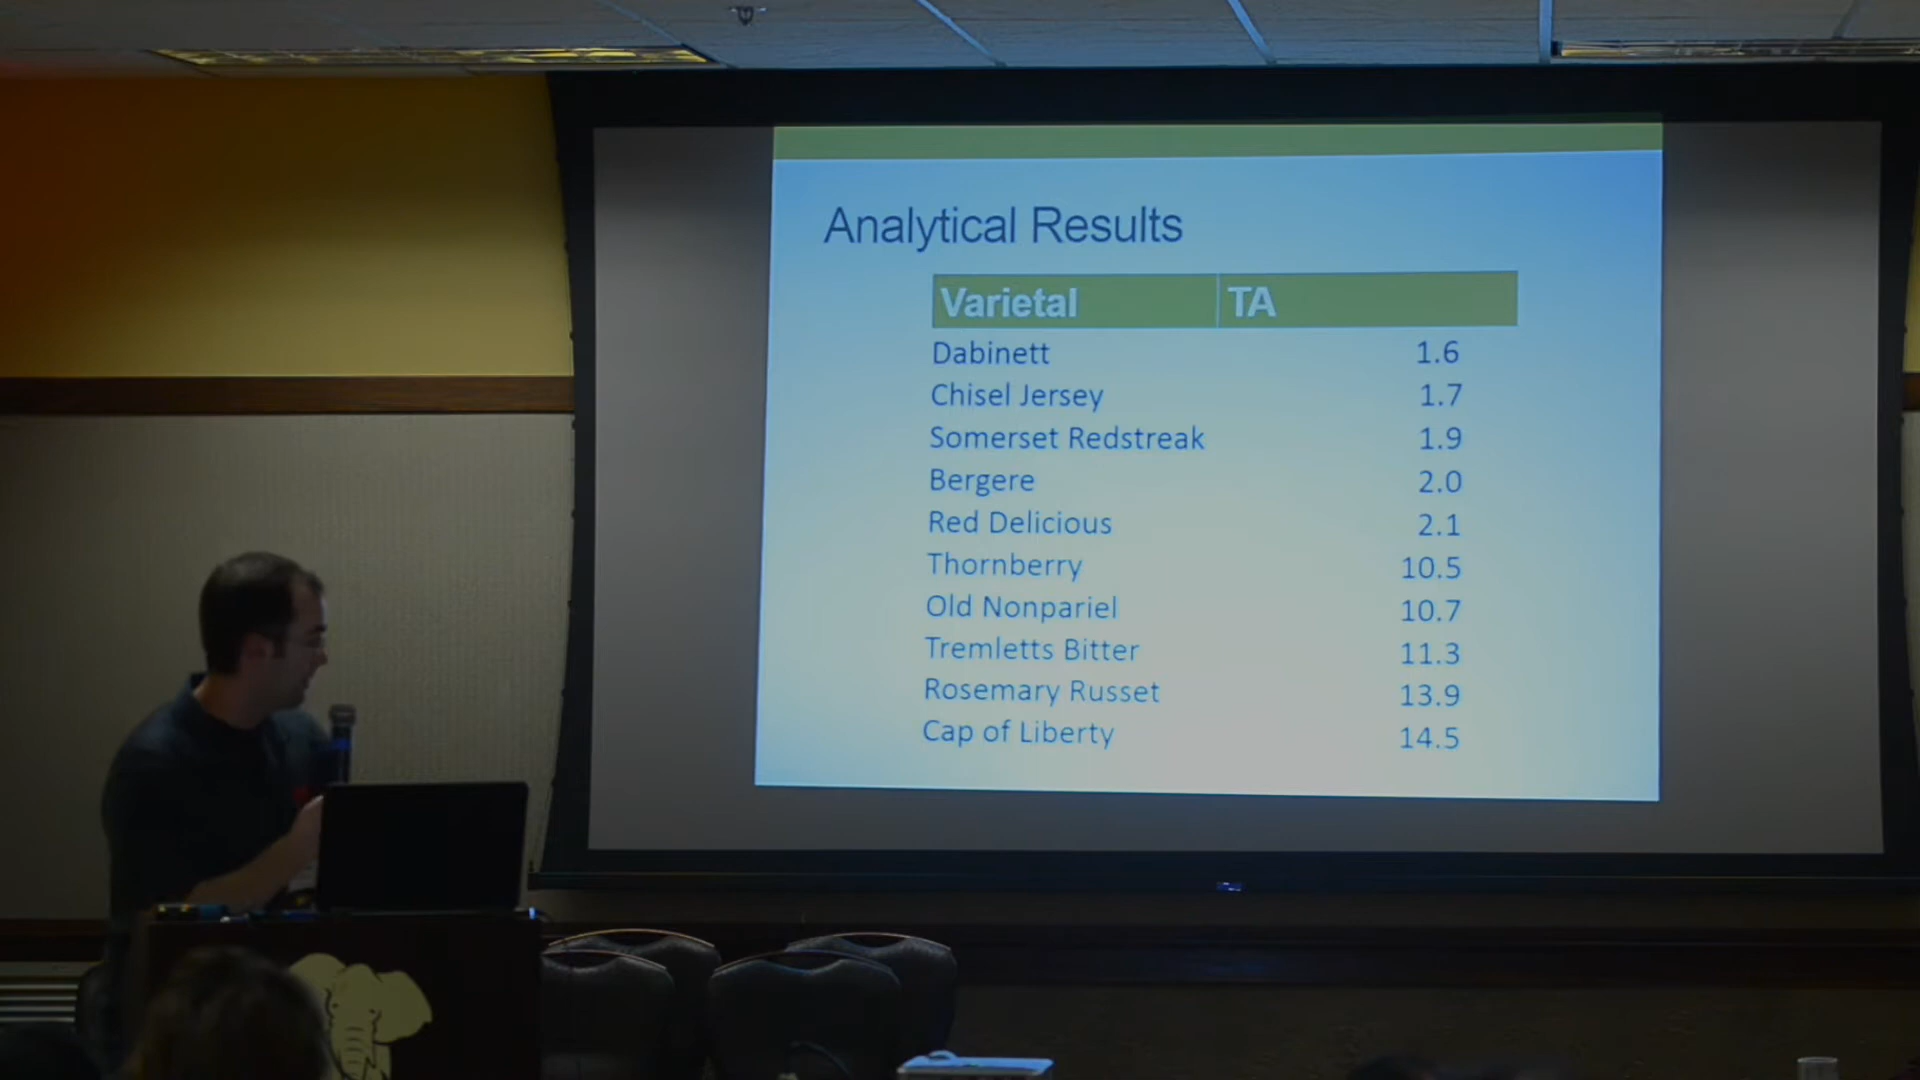 Analytical Results
Varietal TA
Dabinett 1.6
Chisel Jersey 1.7
Somerset Redstreak 1.9
Bergere 2.0
Red Delicious 2.1
Thornberry 10.5
Old Nonpariel 10.7
Tremletts Bitter 11.3
Rosemary Russet 13.9
Cap of Liberty 14.5